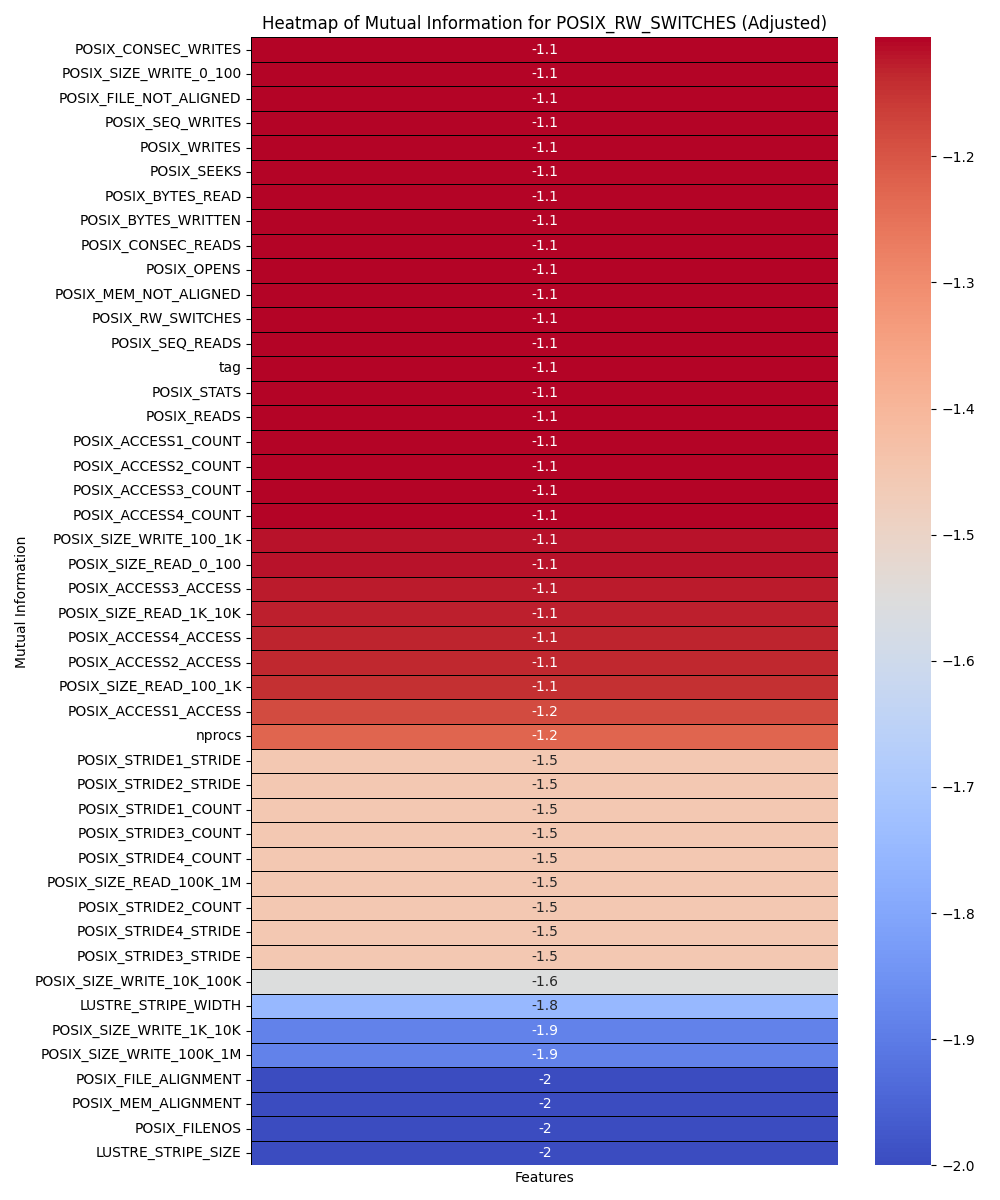 Heatmap of Mutual Information for POSIX_RW_SWITCHES (Adjusted)
POSIX_CONSEC_WRITES -1.1
POSIX_SIZE_WRITE_0_100 -1.1
POSIX_FILE_NOT_ALIGNED -1.1
POSIX_SEQ_WRITES -1.1
POSIX_WRITES -1.1
POSIX_SEEKS -1.1
POSIX_BYTES_READ -1.1
POSIX_BYTES_WRITTEN -1.1
POSIX_CONSEC_READS -1.1
POSIX_OPENS -1.1
POSIX_MEM_NOT_ALIGNED -1.1
POSIX_RW_SWITCHES -1.1
POSIX_SEQ_READS -1.1
tag -1.1
POSIX_STATS -1.1
POSIX_READS -1.1
POSIX_ACCESS1_COUNT -1.1
POSIX_ACCESS2_COUNT -1.1
POSIX_ACCESS3_COUNT -1.1
POSIX_ACCESS4_COUNT -1.1
POSIX_SIZE_WRITE_100_1K -1.1
POSIX_SIZE_READ_0_100 -1.1
POSIX_ACCESS3_ACCESS -1.1
POSIX_SIZE_READ_1K_10K -1.1
POSIX_ACCESS4_ACCESS -1.1
POSIX_ACCESS2_ACCESS -1.1
POSIX_SIZE_READ_100_1K -1.1
POSIX_ACCESS1_ACCESS -1.2
nprocs -1.2
POSIX_STRIDE1_STRIDE -1.5
POSIX_STRIDE2_STRIDE -1.5
POSIX_STRIDE1_COUNT -1.5
POSIX_STRIDE3_COUNT -1.5
POSIX_STRIDE4_COUNT -1.5
POSIX_SIZE_READ_100K_1M -1.5
POSIX_STRIDE2_COUNT -1.5
POSIX_STRIDE4_STRIDE -1.5
POSIX_STRIDE3_STRIDE -1.5
POSIX_SIZE_WRITE_10K_100K -1.6
LUSTRE_STRIPE_WIDTH -1.8
POSIX_SIZE_WRITE_1K_10K -1.9
POSIX_SIZE_WRITE_100K_1M -1.9
POSIX_FILE_ALIGNMENT -2
POSIX_MEM_ALIGNMENT -2
POSIX_FILENOS -2
LUSTRE_STRIPE_SIZE -2
Mutual Information
Features
−1.2
−1.3
−1.4
−1.5
−1.6
−1.7
−1.8
−1.9
−2.0